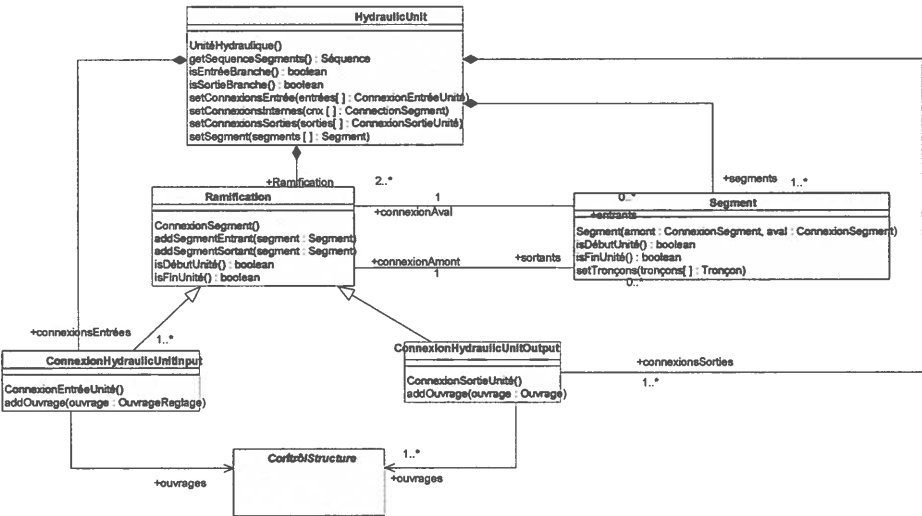 HydraulicUnit
UnitéHydraulique()
getSequenceSegments() : Séquence
isEntréeBranche() : boolean
isSortieBranche() : boolean
setConnexionsEntrée(entrées[ ] : ConnexionEntréeUnité)
setConnexionsInternes(cnx [ ] : ConnectionSegment)
setConnexionsSorties(sorties[ ] : ConnexionSortieUnité)
setSegment(segments [ ] : Segment)
+Ramification
2..*
+segments
1..*
Ramification
ConnexionSegment()
addSegmentEntrant(segment : Segment)
addSegmentSortant(segment : Segment)
isDébutUnité() : boolean
isFinUnité() : boolean
1
+connexionAval
0..*
+entrants
+connexionAmont
1
+sortants
0..*
Segment
Segment(amont : ConnexionSegment, aval : ConnexionSegment)
isDébutUnité() : boolean
isFinUnité() : boolean
setTronçons(tronçons[ ] : Tronçon)
+connexionsEntrées
1..*
ConnexionHydraulicUnitInput
ConnexionEntréeUnité()
addOuvrage(ouvrage : OuvrageReglage)
ConnexionHydraulicUnitOutput
ConnexionSortieUnité()
addOuvrage(ouvrage : Ouvrage)
+connexionsSorties
1..*
ContrôlStructure
+ouvrages
1..*
+ouvrages